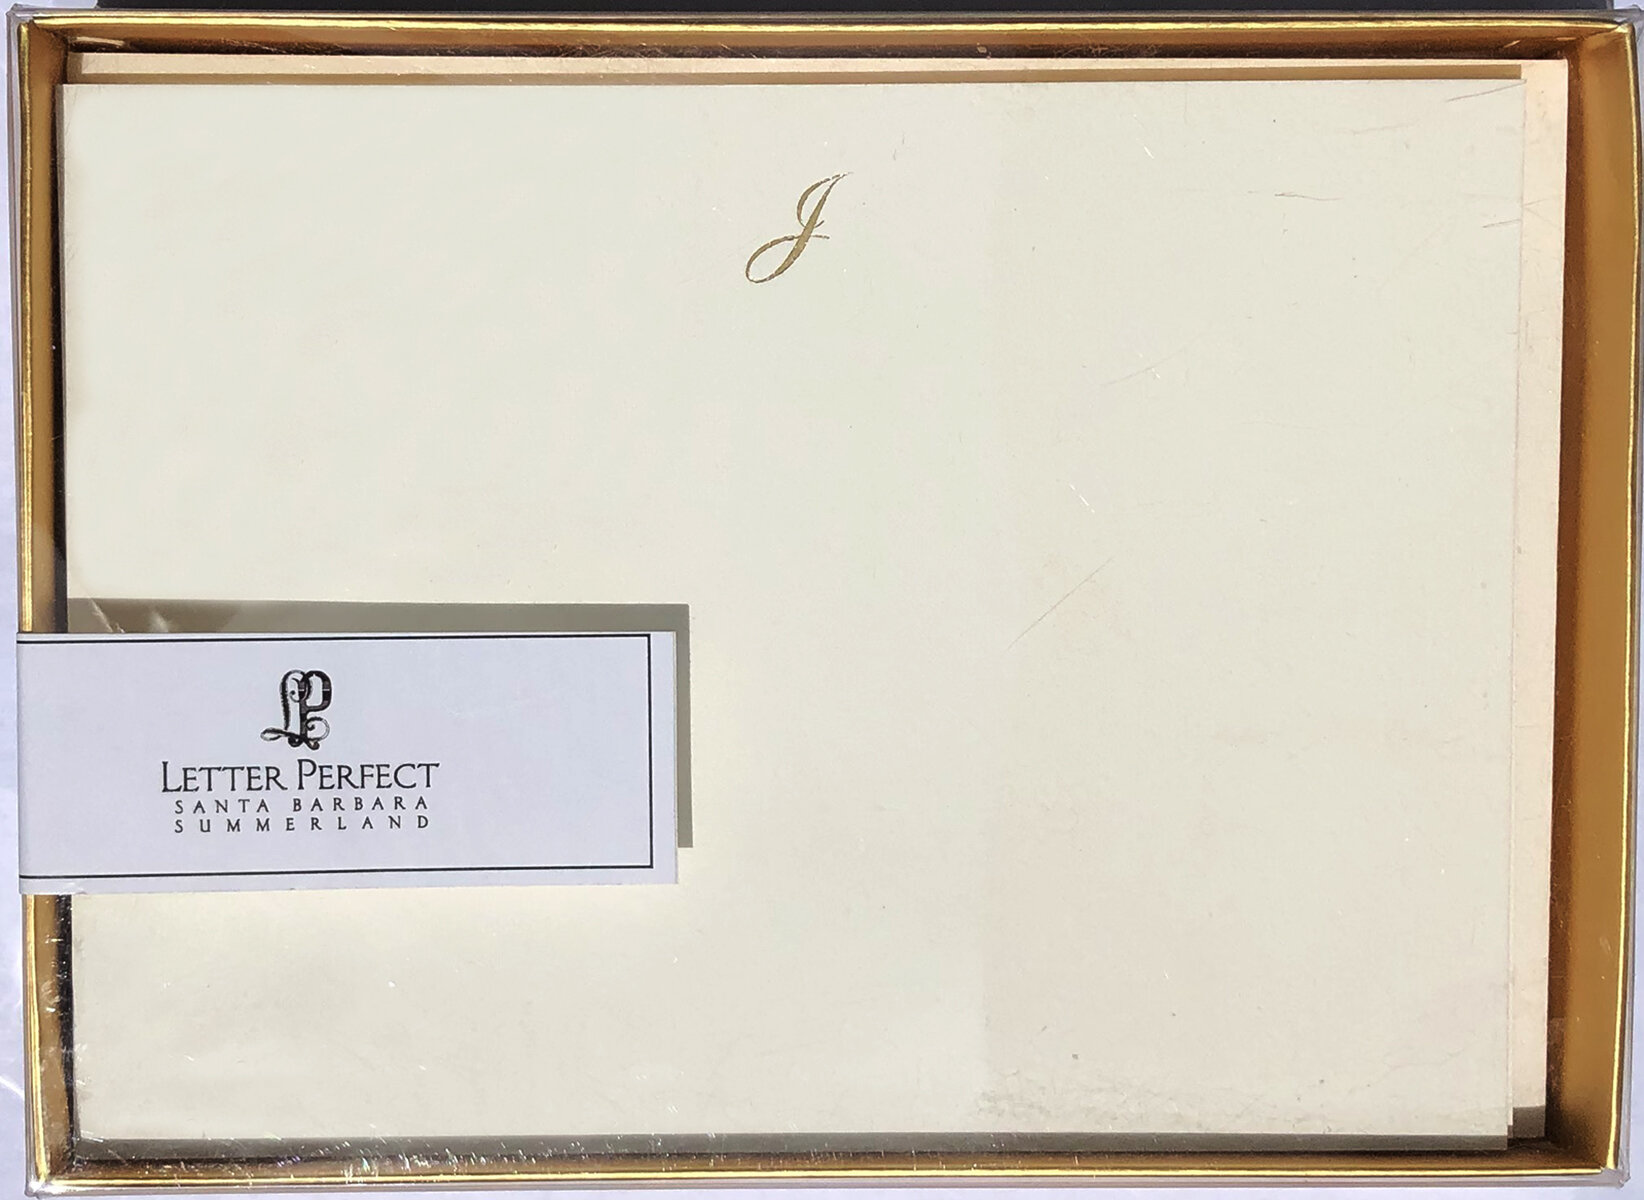 J
LP
LETTER PERFECT
SANTA BARBARA
SUMMERLAND